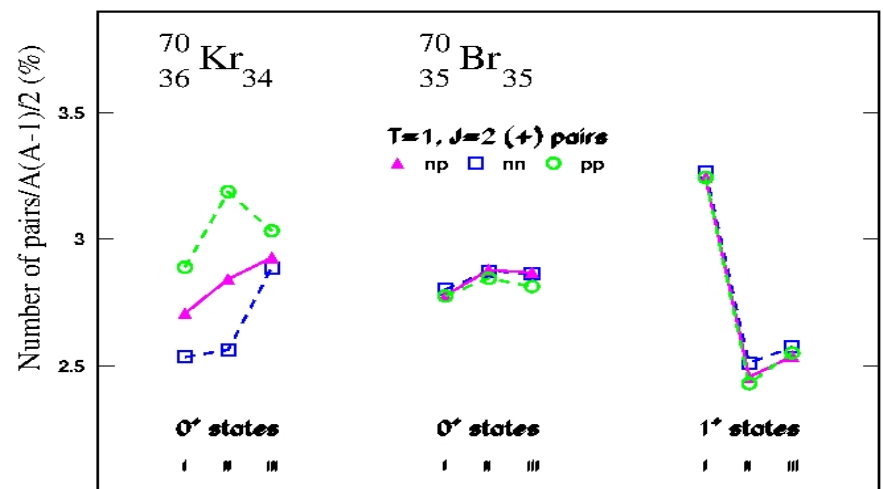 Number of pairs/A(A-1)/2 (%)
3.5
3
2.5
70
36 Kr 34
70
35 Br 35
T=1, J=2 (+) pairs
np nn pp
0⁺ states
I II III
0⁺ states
I II III
1⁺ states
I II III